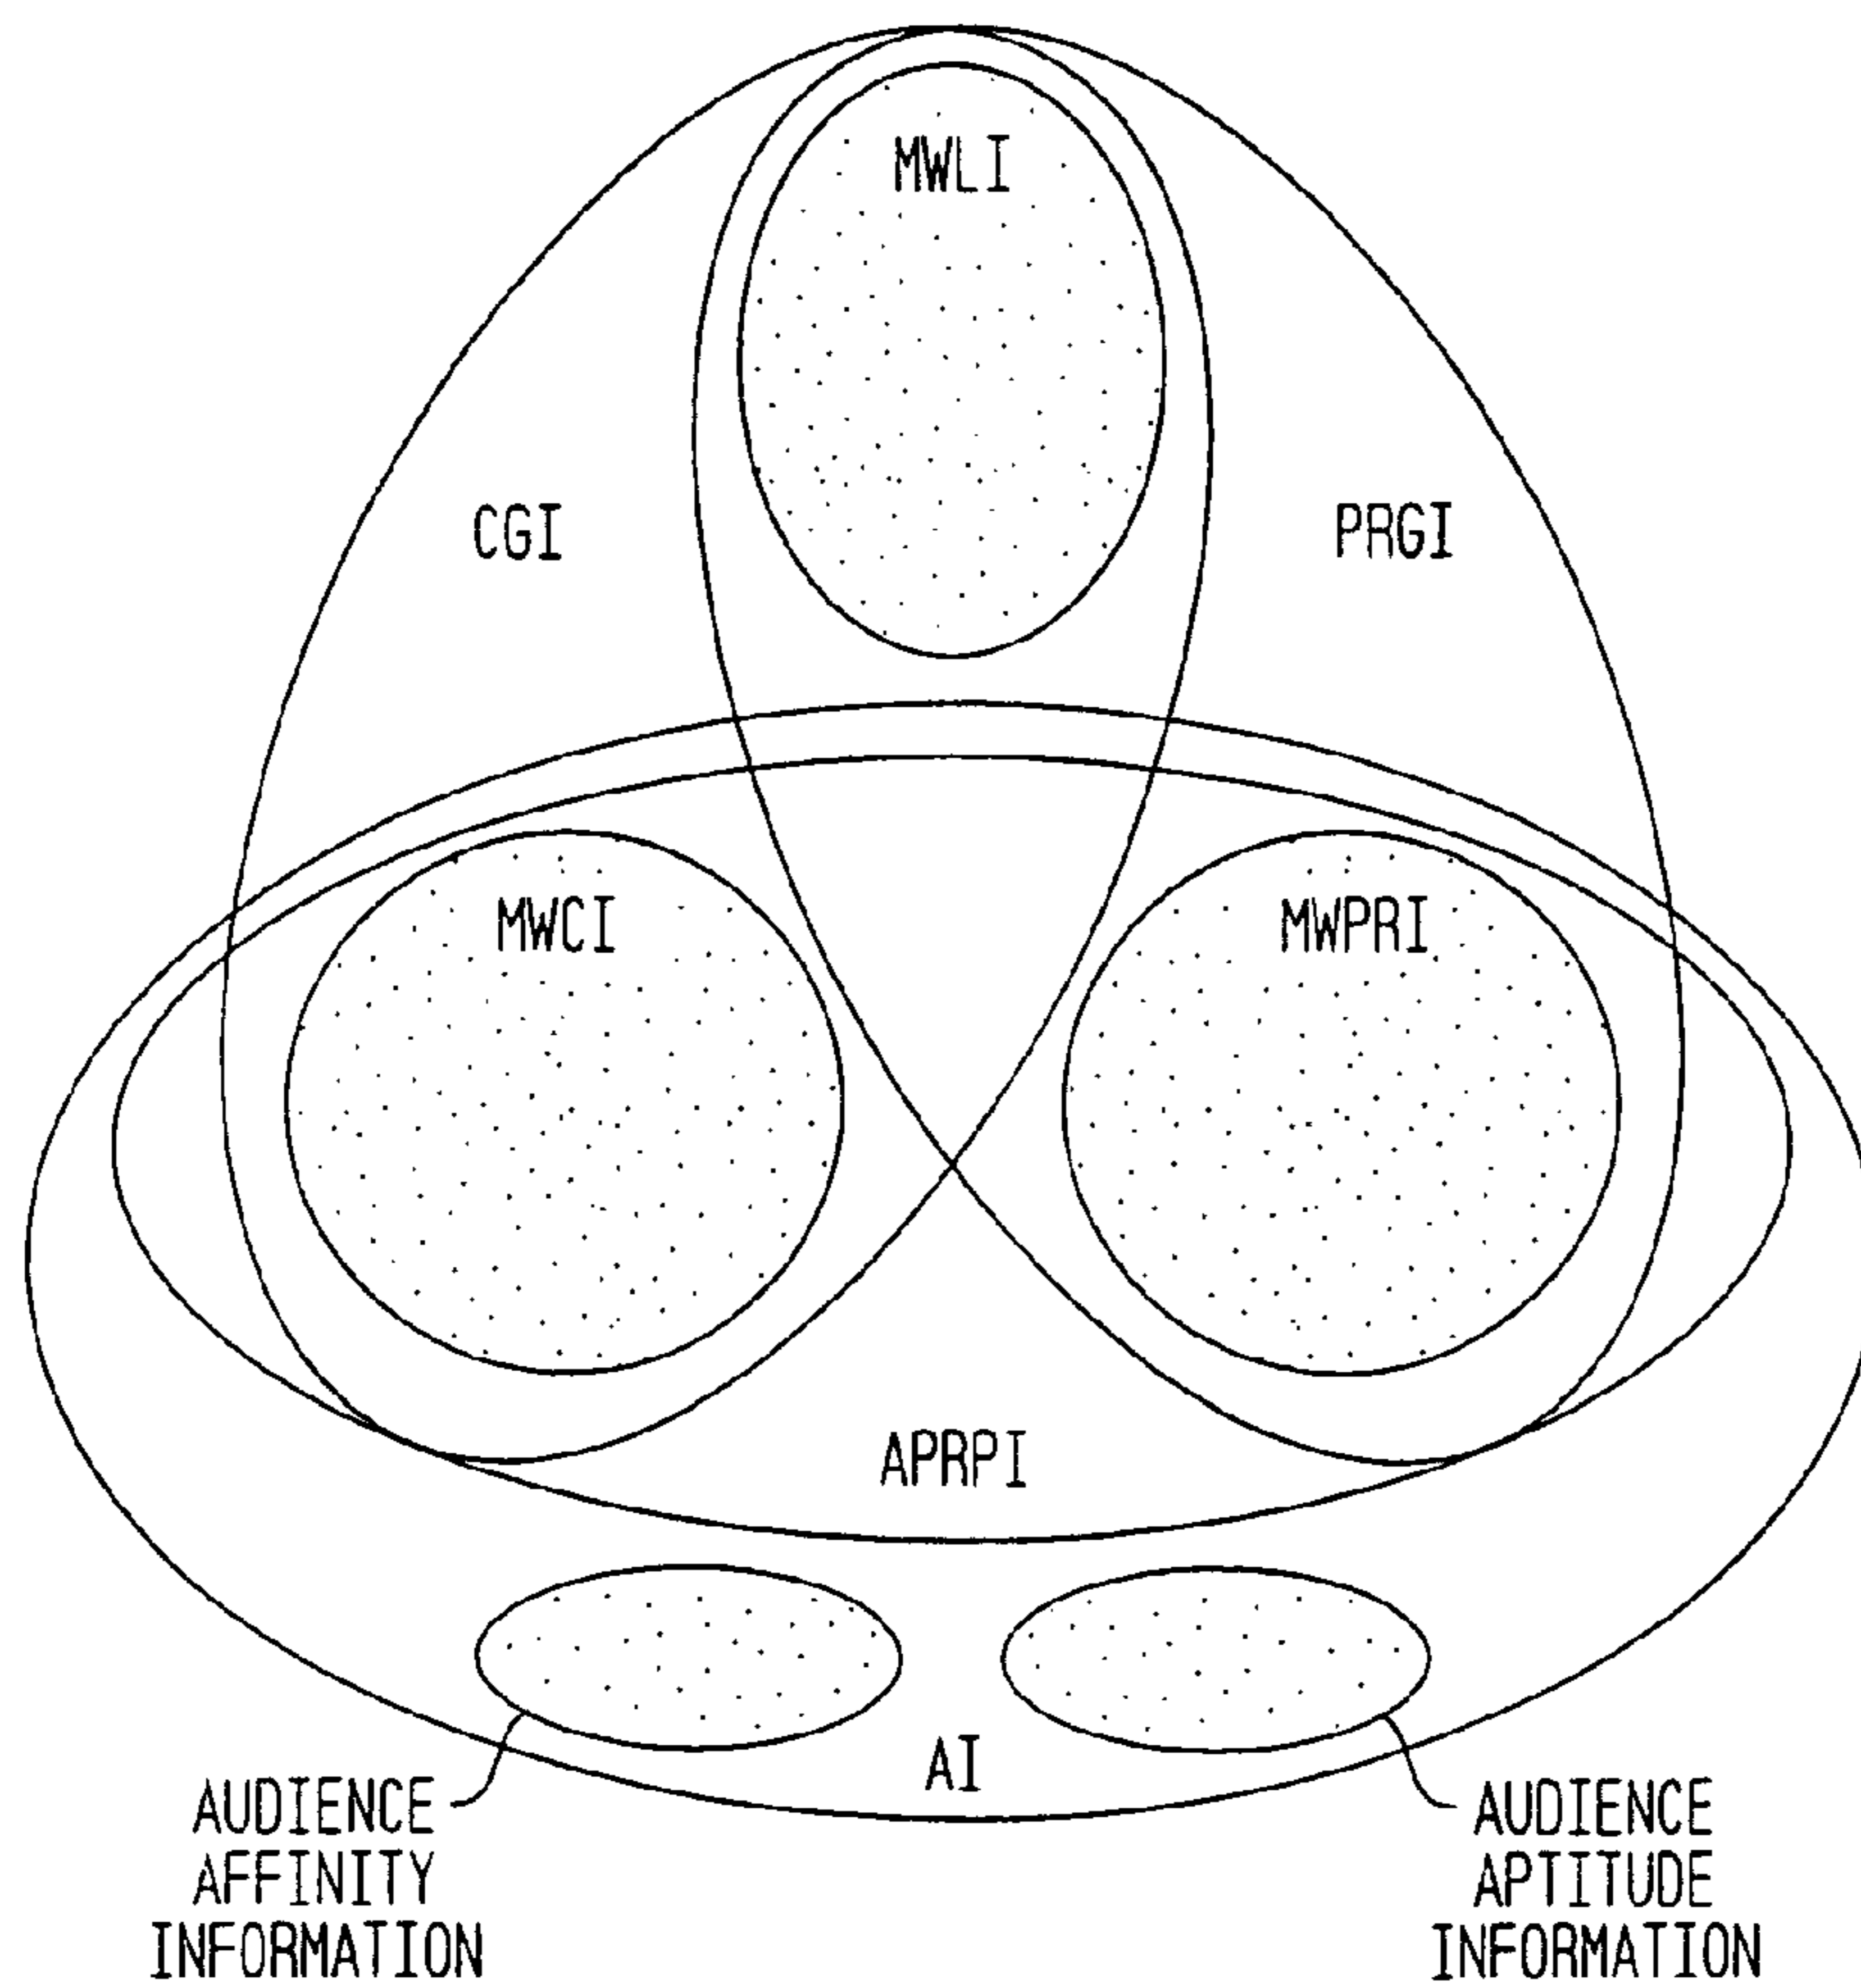 MWLI
CGI
PRGI
MWCI
MWPRI
APRPI
AI
AUDIENCE
AFFINITY
INFORMATION
AUDIENCE
APTITUDE
INFORMATION